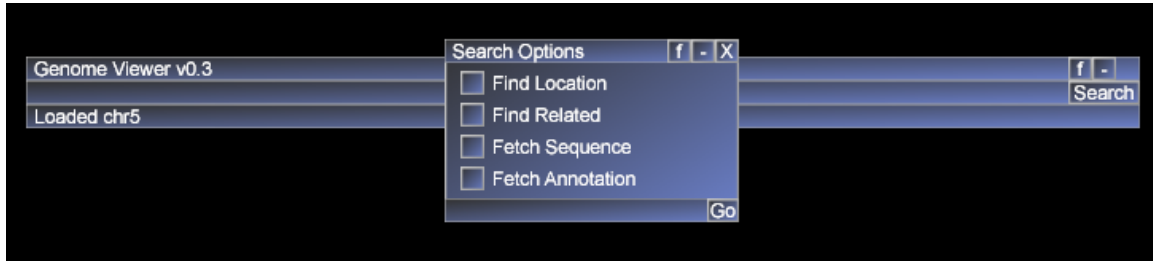 Search Options f - X
Genome Viewer v0.3 f -
Find Location
Search
Find Related
Loaded chr5
Fetch Sequence
Fetch Annotation
Go